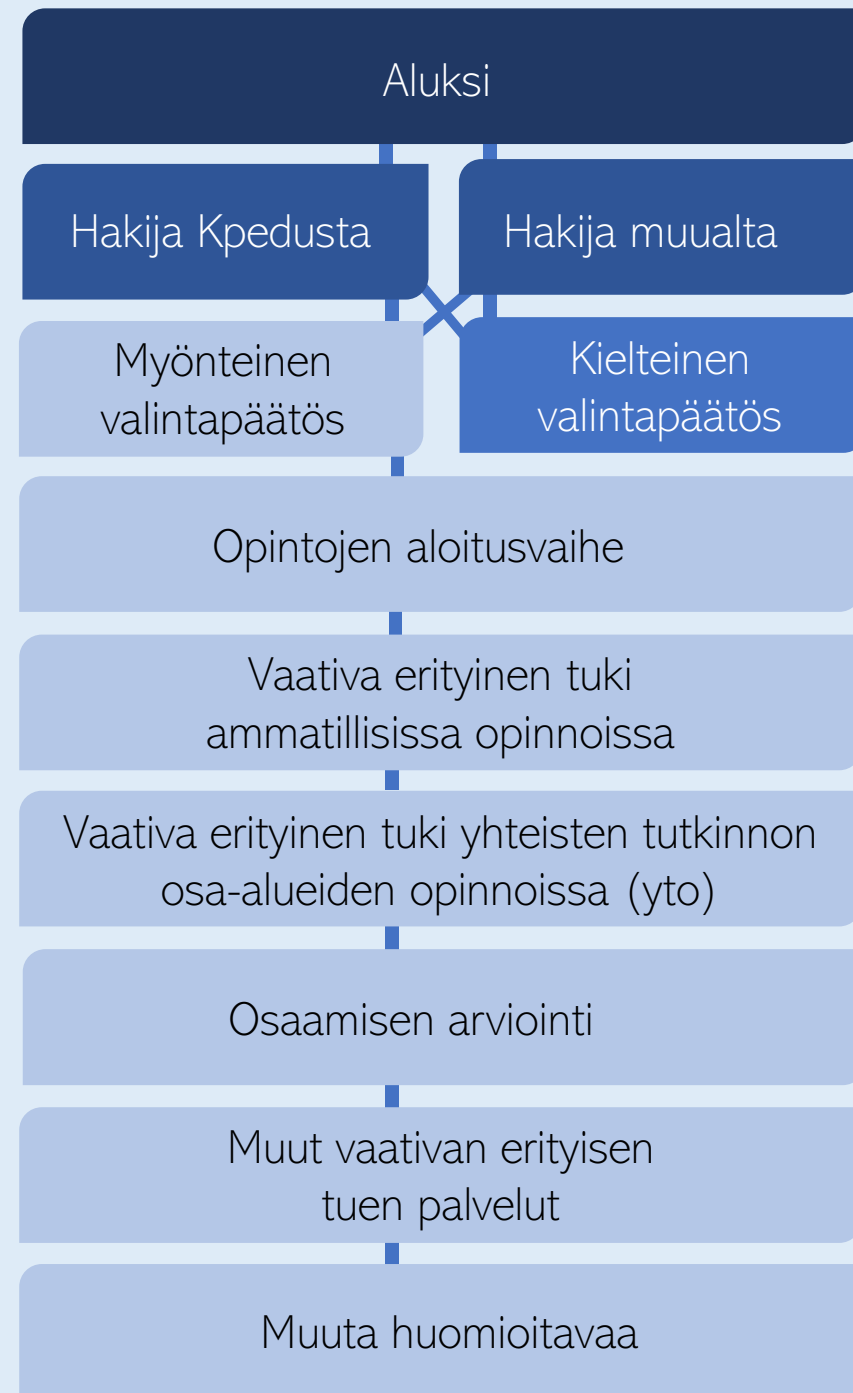 Aluksi
Hakija Kpedusta
Hakija muualta
Myönteinen
valintapäätös
Kielteinen
valintapäätös
Opintojen aloitusvaihe
Vaativa erityinen tuki
ammatillisissa opinnoissa
Vaativa erityinen tuki yhteisten tutkinnon
osa-alueiden opinnoissa (yto)
Osaamisen arviointi
Muut vaativan erityisen
tuen palvelut
Muuta huomioitavaa